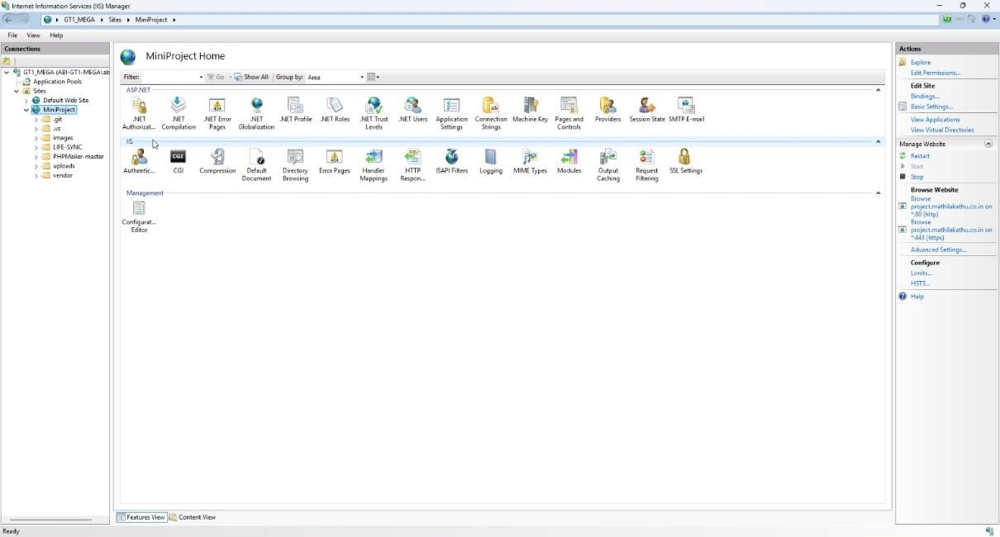 Internet Information Services (IIS) Manager
GT1_MEGA
Sites
MiniProject
File
View
Help
Connections
GT1_MEGA (ABI-GT1-MEGA\ab
Application Pools
Sites
Default Web Site
MiniProject
.git
.vs
images
LIFE-SYNC
PHPMailer-master
uploads
vendor
MiniProject Home
Filter:
Go
Show All
Group by:
Area
ASP.NET
.NET
Authorizat...
.NET
Compilation
.NET Error
Pages
.NET
Globalization
.NET Profile
.NET Roles
.NET Trust
Levels
.NET Users
Application
Settings
Connection
Strings
Machine Key
Pages and
Controls
Providers
Session State
SMTP E-mail
IIS
Authentic...
CGI
CGI
Compression
Default
Document
Directory
Browsing
404
Error Pages
Handler
Mappings
HTTP
Respon...
ISAPI Filters
Logging
MIME Types
Modules
Output
Caching
Request
Filtering
SSL Settings
Management
Configurat...
Editor
Features View
Content View
Actions
Explore
Edit Permissions...
Edit Site
Bindings...
Basic Settings...
View Applications
View Virtual Directories
Manage Website
Restart
Start
Stop
Browse Website
Browse
project.mathilakathu.co.in on
*:80 (http)
Browse
project.mathilakathu.co.in on
*:443 (https)
Advanced Settings...
Configure
Limits...
HSTS...
Help
Ready